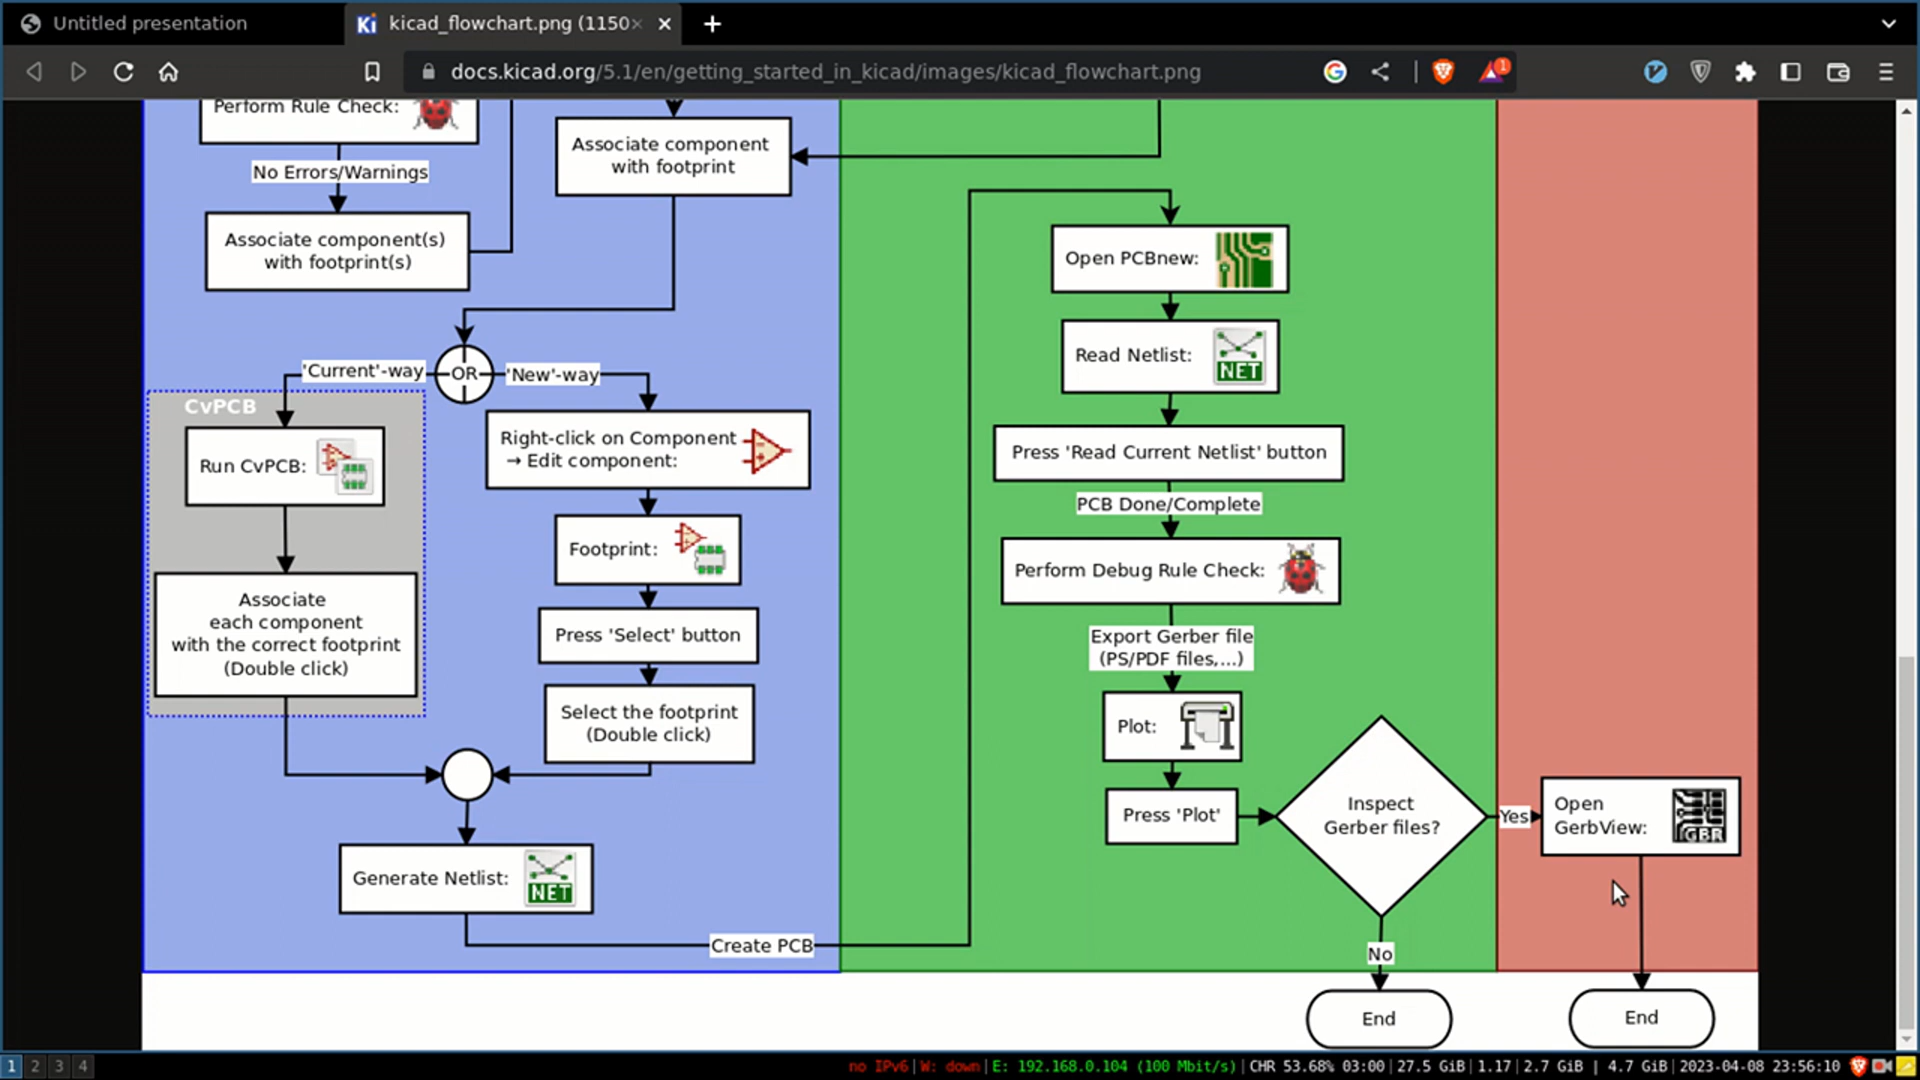 Untitled presentation
Ki kicad_flowchart.png (1150×
docs.kicad.org/5.1/en/getting_started_in_kicad/images/kicad_flowchart.png
1
Perform Rule Check:
No Errors/Warnings
Associate component(s)
with footprint(s)
Associate component
with footprint
'Current'-way
OR
'New'-way
CvPCB
Run CvPCB:
Associate
each component
with the correct footprint
(Double click)
Right-click on Component
→ Edit component:
Footprint:
Press 'Select' button
Select the footprint
(Double click)
Generate Netlist:
NET
Create PCB
Open PCBnew:
Read Netlist:
NET
Press 'Read Current Netlist' button
PCB Done/Complete
Perform Debug Rule Check:
Export Gerber file
(PS/PDF files,...)
Plot:
Press 'Plot'
Inspect
Gerber files?
Yes
No
Open
GerbView:
GBR
End
End
1 2 3 4
no IPv6|W: down|E: 192.168.0.104 (100 Mbit/s)|CHR 53.68% 03:00|27.5 GiB|1.17|2.7 GiB | 4.7 GiB|2023-04-08 23:56:10